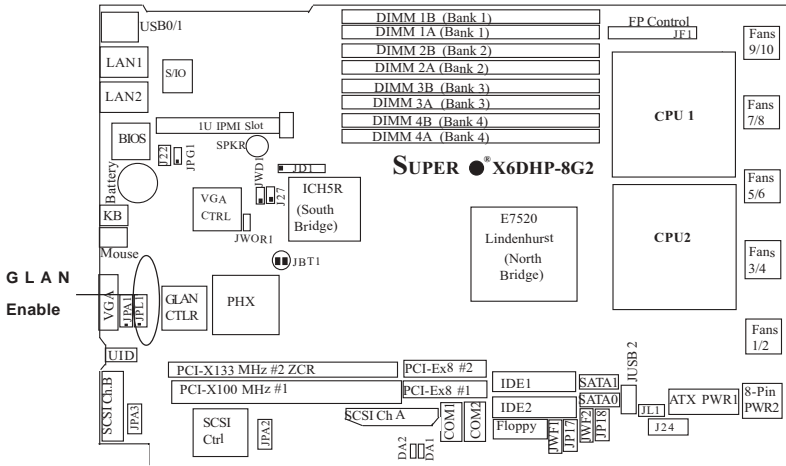 USB0/1
LAN1
S/IO
LAN2
BIOS
1U IPMI Slot
SPKR
J22
JPG1
Battery
KB
Mouse
JWD1
J27
JD1
VGA
CTRL
JWOR1
ICH5R
(South
Bridge)
JBT1
DIMM 1B (Bank 1)
DIMM 1A (Bank 1)
DIMM 2B (Bank 2)
DIMM 2A (Bank 2)
DIMM 3B (Bank 3)
DIMM 3A (Bank 3)
DIMM 4B (Bank 4)
DIMM 4A (Bank 4)
SUPER ® X6DHP-8G2
FP Control
JF1
CPU 1
CPU2
E7520
Lindenhurst
(North
Bridge)
Fans
9/10
Fans
7/8
Fans
5/6
Fans
3/4
Fans
1/2
GLAN
Enable
VGA
JPA1
JPL1
GLAN
CTLR
PHX
UID
SCSI Ch.B
JPA3
PCI-X133 MHz #2 ZCR
PCI-X100 MHz #1
PCI-Ex8 #2
PCI-Ex8 #1
SCSI
Ctrl
JPA2
SCSI Ch A
DA2
DA1
COM1
COM2
IDE1
IDE2
Floppy
JWF1
JP17
JWF2
JP18
SATA1
SATA0
JUSB 2
JL1
J24
ATX PWR1
8-Pin
PWR2